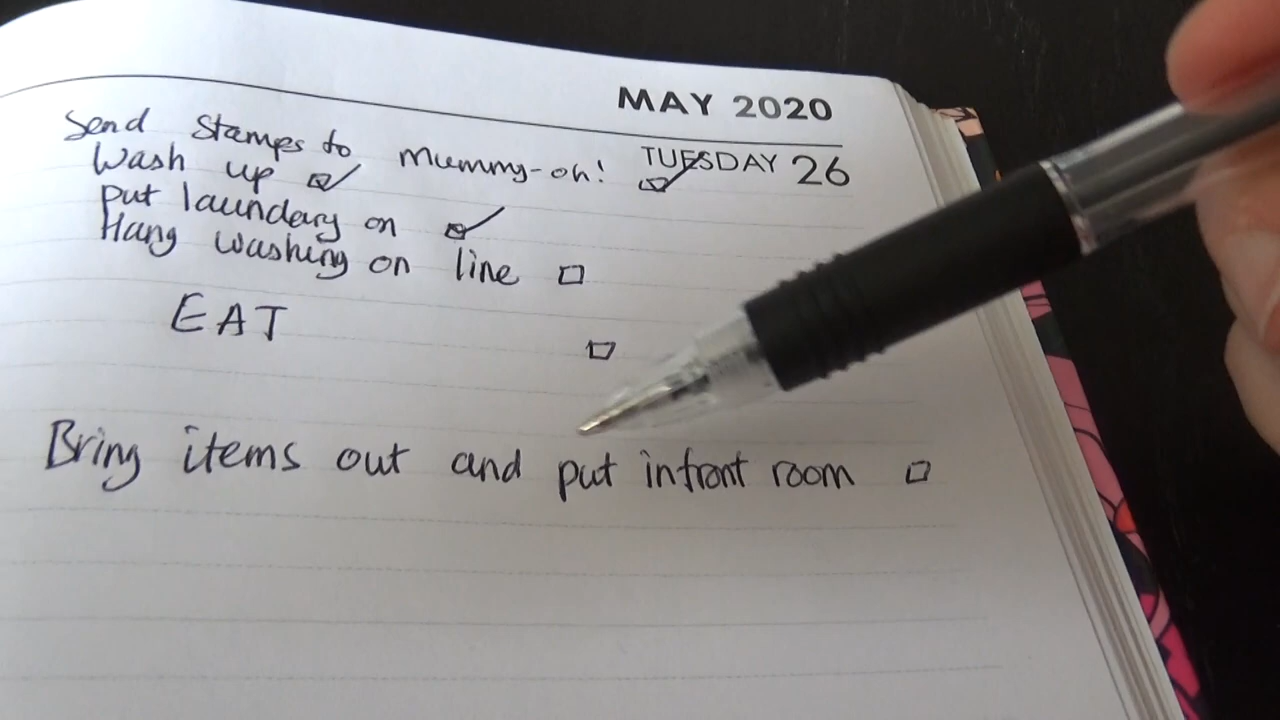 MAY 2020
TUESDAY 26
Send Stamps to mummy-oh!
Wash up
put laundary on
Hang washing on line
EAT
Bring items out and put infront room